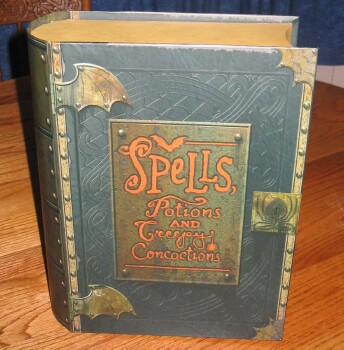 Spells,
Potions
AND
Creepy
Concoctions